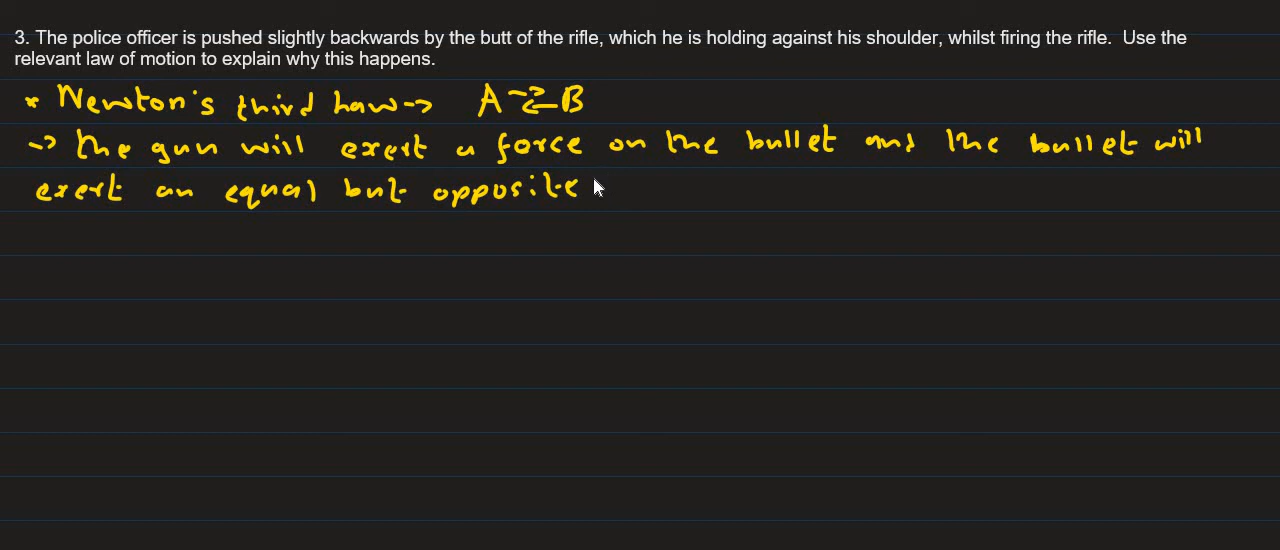 3. The police officer is pushed slightly backwards by the butt of the rifle, which he is holding against his shoulder, whilst firing the rifle.  Use the
relevant law of motion to explain why this happens.
* Newton's third Law -> A ⇄ B
-> The gun will exert a force on the bullet and the bullet will
exert an equal but opposite